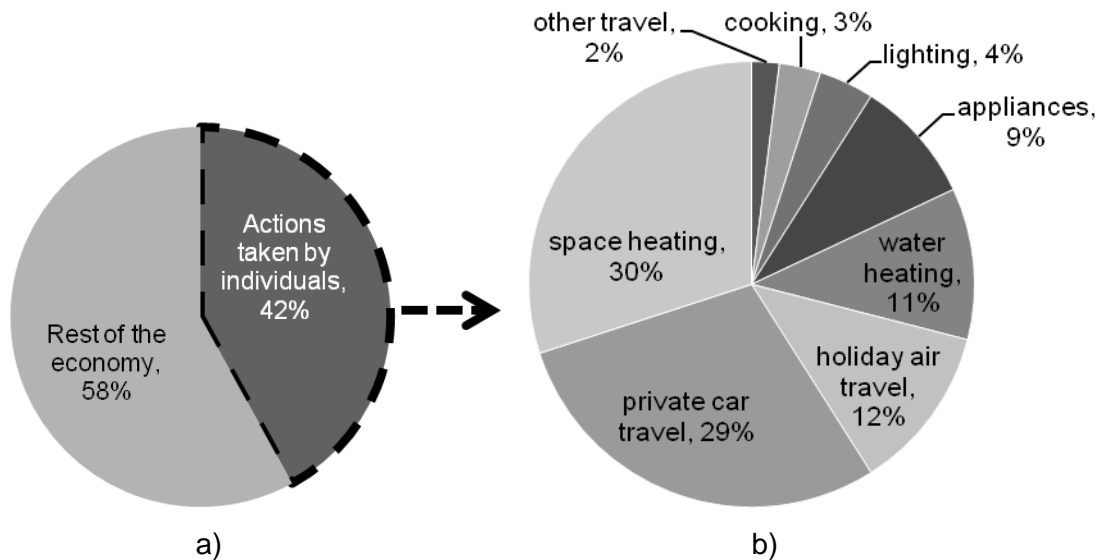 Actions
taken by
individuals,
42%
Rest of the
economy,
58%
a)
other travel,
2%
cooking, 3%
lighting, 4%
appliances,
9%
water
heating,
11%
holiday air
travel,
12%
private car
travel, 29%
space heating,
30%
b)